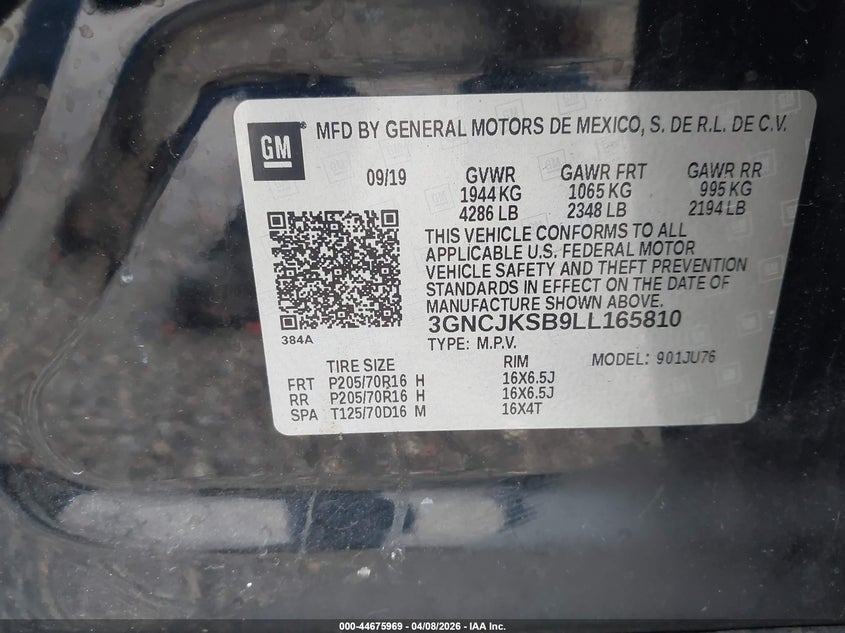 GM
MFD BY GENERAL MOTORS DE MEXICO, S. DE R.L. DE C.V.
09/19 GVWR GAWR FRT GAWR RR
1944 KG 1065 KG 995 KG
4286 LB 2348 LB 2194 LB
THIS VEHICLE CONFORMS TO ALL
APPLICABLE U.S. FEDERAL MOTOR
VEHICLE SAFETY AND THEFT PREVENTION
STANDARDS IN EFFECT ON THE DATE OF
MANUFACTURE SHOWN ABOVE.
384A
3GNCJKSB9LL165810
TYPE: M.P.V.
MODEL: 901JU76
TIRE SIZE RIM
FRT P205/70R16 H 16X6.5J
RR P205/70R16 H 16X6.5J
SPA T125/70D16 M 16X4T
000-44675969 - 04/08/2026 - IAA Inc.